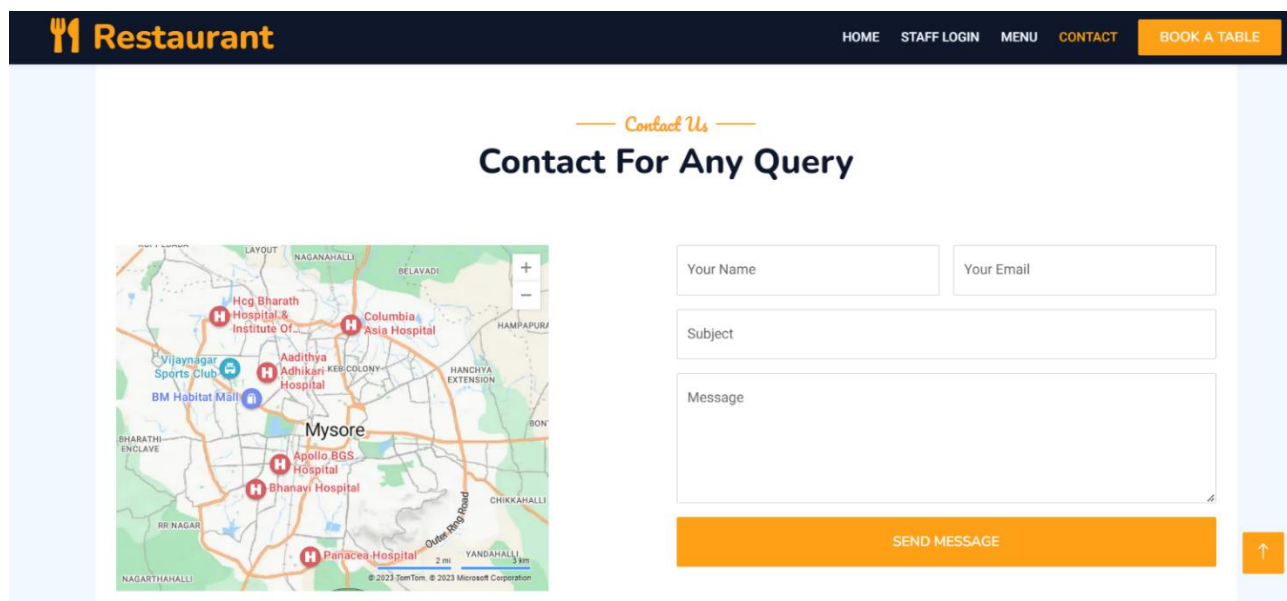 Restaurant
HOME STAFF LOGIN MENU CONTACT BOOK A TABLE
Contact Us
Contact For Any Query
LAYOUT
NAGANAHALLI
BELAVADI
Hcg Bharath
Hospital &
Institute Of...
Columbia
Asia Hospital
HAMPAPURA
Vijaynagar
Sports Club
Aadithya
Adhikari
Hospital
KEB COLONY
HANCHYA
EXTENSION
BM Habitat Mall
Mysore
BON
BHARATHI
ENCLAVE
Apollo BGS
Hospital
Bhanavi Hospital
CHIKKAHALLI
Outer Ring Road
RR NAGAR
Panacea Hospital
YANDAHALLI
2 mi
3 km
NAGARTHAHALLI
© 2023 TomTom, © 2023 Microsoft Corporation
Your Name
Your Email
Subject
Message
SEND MESSAGE